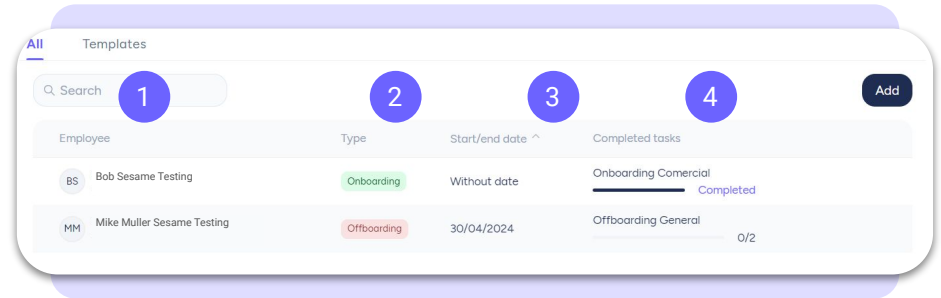 All Templates
Search 1 2 3 4 Add
Employee Type Start/end date Completed tasks
BS Bob Sesame Testing Onboarding Without date Onboarding Comercial
Completed
MM Mike Muller Sesame Testing Offboarding 30/04/2024 Offboarding General
0/2